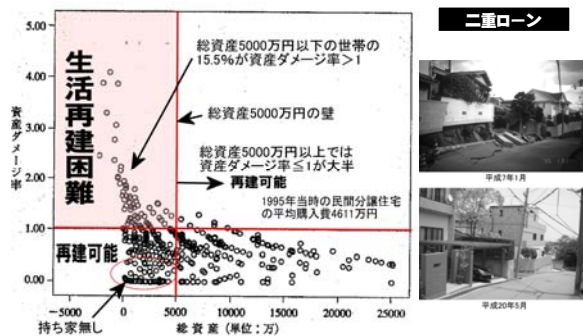 二重ローン
5.00
4.00
3.00
2.00
1.00
0.00
資産ダメージ率
生活再建困難
総資産5000万円以下の世帯の
15.5%が資産ダメージ率>1
総資産5000万円の壁
総資産5000万円以上では
資産ダメージ率≦1が大半
再建可能
1995年当時の民間分譲住宅
の平均購入費4611万円
再建可能
-5000
0
5000
10000
15000
20000
25000
持ち家無し
総資産（単位：万）
平成7年1月
平成20年5月